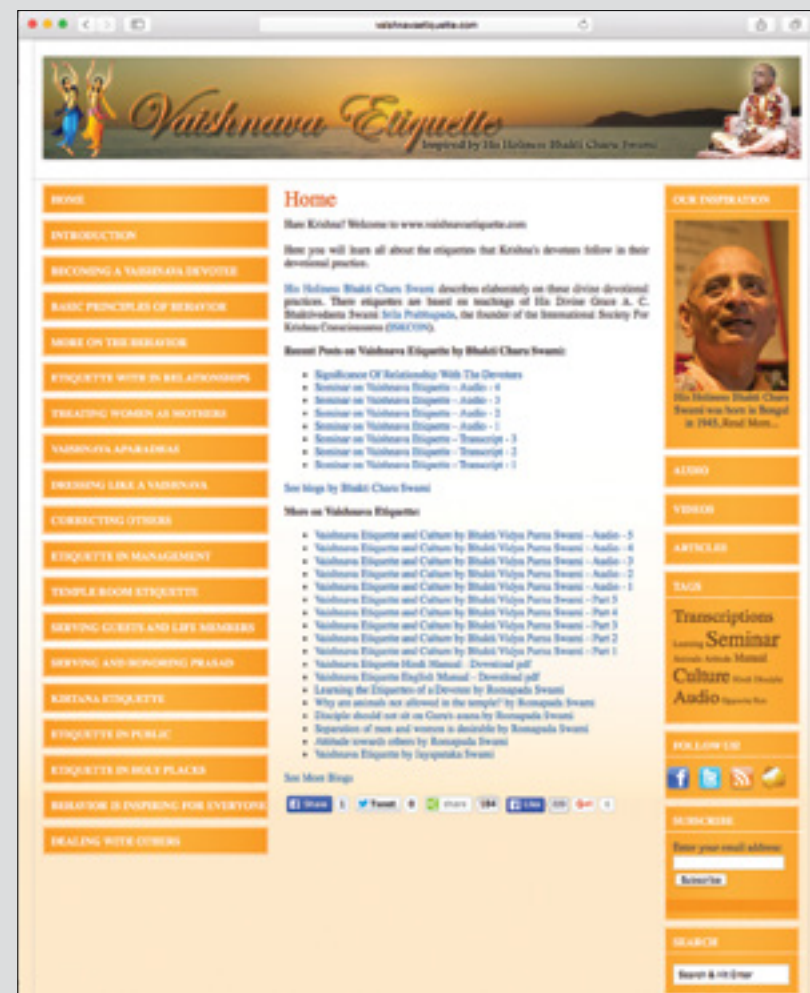 vaishnavaetiquette.com
Vaishnava Etiquette
Inspired by His Holiness Bhakti Charu Swami
HOME
INTRODUCTION
BECOMING A VAISHNAVA DEVOTEE
BASIC PRINCIPLES OF BEHAVIOR
MORE ON THE BEHAVIOR
ETIQUETTE WITH IN RELATIONSHIPS
TREATING WOMEN AS MOTHERS
VAISHNAVA APARADHAS
DRESSING LIKE A VAISHNAVA
CORRECTING OTHERS
ETIQUETTE IN MANAGEMENT
TEMPLE ROOM ETIQUETTE
SERVING GUESTS AND LIFE MEMBERS
SERVING AND HONORING PRASAD
KIRTANA ETIQUETTE
ETIQUETTE IN PUBLIC
ETIQUETTE IN HOLY PLACES
BEHAVIOR IS INSPIRING FOR EVERYONE
DEALING WITH OTHERS
Home
Hare Krishna! Welcome to www.vaishnavaetiquette.com
Here you will learn all about the etiquettes that Krishna's devotees follow in their
devotional practice.
His Holiness Bhakti Charu Swami describes elaborately on these divine devotional
practices. These etiquettes are based on teachings of His Divine Grace A. C.
Bhaktivedanta Swami Srila Prabhupada, the founder of the International Society For
Krishna Consciousness (ISKCON).
Recent Posts on Vaishnava Etiquette by Bhakti Charu Swami:
Significance Of Relationship With The Devotees
Seminar on Vaishnava Etiquette - Audio - 4
Seminar on Vaishnava Etiquette - Audio - 3
Seminar on Vaishnava Etiquette - Audio - 2
Seminar on Vaishnava Etiquette - Audio - 1
Seminar on Vaishnava Etiquette - Transcript - 3
Seminar on Vaishnava Etiquette - Transcript - 2
Seminar on Vaishnava Etiquette - Transcript - 1
See blogs by Bhakti Charu Swami
More on Vaishnava Etiquette:
Vaishnava Etiquette and Culture by Bhakti Vidya Purna Swami - Audio - 5
Vaishnava Etiquette and Culture by Bhakti Vidya Purna Swami - Audio - 4
Vaishnava Etiquette and Culture by Bhakti Vidya Purna Swami - Audio - 3
Vaishnava Etiquette and Culture by Bhakti Vidya Purna Swami - Audio - 2
Vaishnava Etiquette and Culture by Bhakti Vidya Purna Swami - Audio - 1
Vaishnava Etiquette and Culture by Bhakti Vidya Purna Swami - Part 5
Vaishnava Etiquette and Culture by Bhakti Vidya Purna Swami - Part 4
Vaishnava Etiquette and Culture by Bhakti Vidya Purna Swami - Part 3
Vaishnava Etiquette and Culture by Bhakti Vidya Purna Swami - Part 2
Vaishnava Etiquette and Culture by Bhakti Vidya Purna Swami - Part 1
Vaishnava Etiquette Hindi Manual - Download pdf
Vaishnava Etiquette English Manual - Download pdf
Learning the Etiquettes of a Devotee by Romapada Swami
Why are animals not allowed in the temple? by Romapada Swami
Disciple should not sit on Guru's asana by Romapada Swami
Separation of men and women is desirable by Romapada Swami
Attitude towards others by Romapada Swami
Vaishnava Etiquette by Jayapataka Swami
See More Blogs
Share 1 Tweet 0 share 184 Like
OUR INSPIRATION
His Holiness Bhakti Charu
Swami was born in Bengal
in 1945. Read More...
AUDIO
VIDEOS
ARTICLES
TAGS
Transcriptions
Learning Seminar
Animals Attitude Manual
Culture Hindi Disciple
Audio
FOLLOW US
SUBSCRIBE
Enter your email address:
Subscribe
SEARCH
Search & Hit Enter